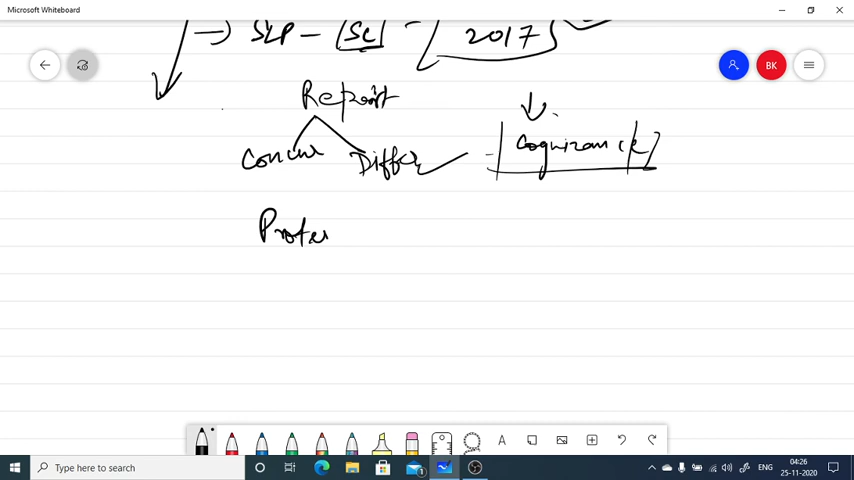 Microsoft Whiteboard
→ SLP - [SC] - [2017]
Report
Concur Differ
Cognizance
BK
A
Type here to search
1
ENG
04:26
25-11-2020